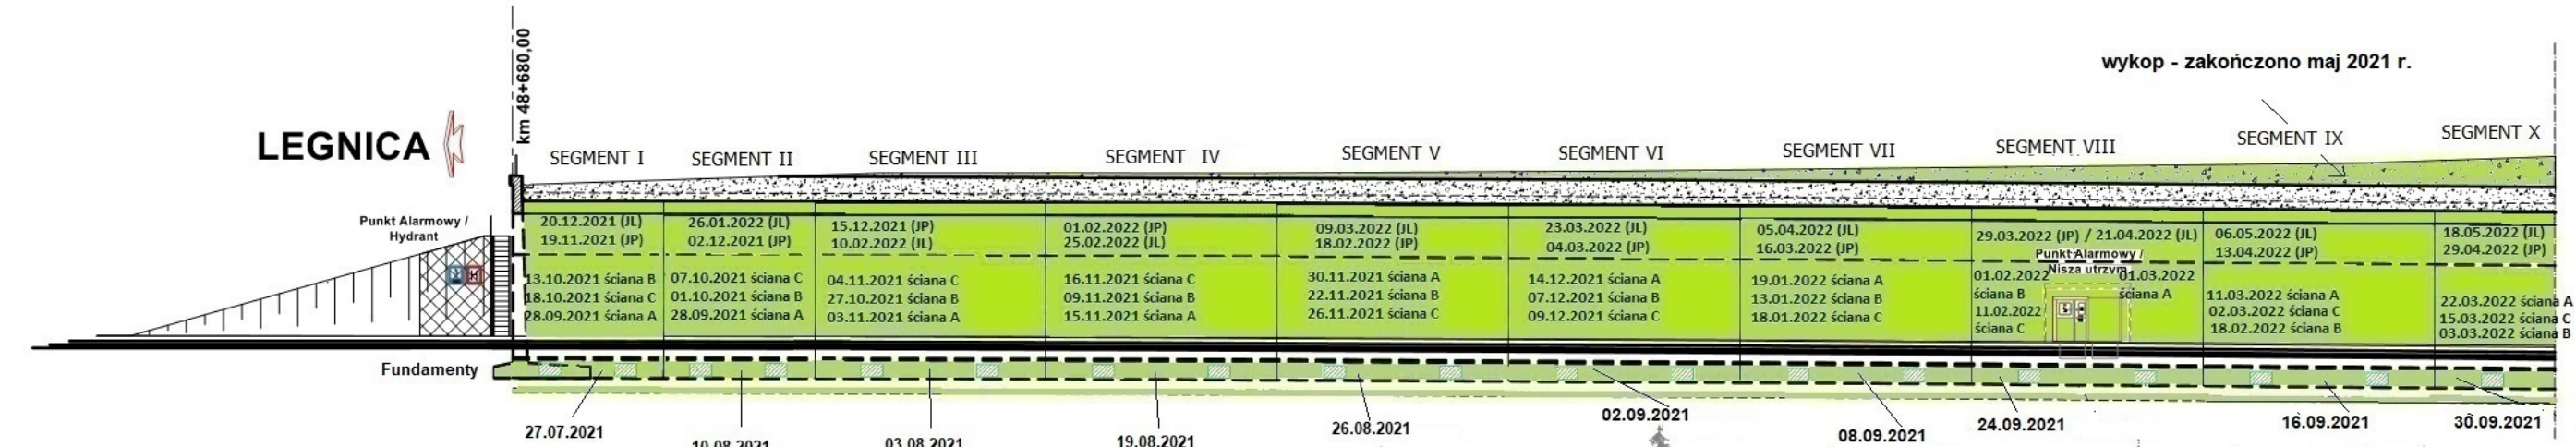 km 48+680,00
wykop - zakończono maj 2021 r.
LEGNICA
SEGMENT I
SEGMENT II
SEGMENT III
SEGMENT IV
SEGMENT V
SEGMENT VI
SEGMENT VII
SEGMENT VIII
SEGMENT IX
SEGMENT X
Punkt Alarmowy /
Hydrant
20.12.2021 (JL)
19.11.2021 (JP)
13.10.2021 ściana B
18.10.2021 ściana C
28.09.2021 ściana A
26.01.2022 (JL)
02.12.2021 (JP)
07.10.2021 ściana C
01.10.2021 ściana B
28.09.2021 ściana A
15.12.2021 (JP)
10.02.2022 (JL)
04.11.2021 ściana C
27.10.2021 ściana B
03.11.2021 ściana A
01.02.2022 (JP)
25.02.2022 (JL)
16.11.2021 ściana C
09.11.2021 ściana B
15.11.2021 ściana A
09.03.2022 (JL)
18.02.2022 (JP)
30.11.2021 ściana A
22.11.2021 ściana B
26.11.2021 ściana C
23.03.2022 (JL)
04.03.2022 (JP)
14.12.2021 ściana A
07.12.2021 ściana B
09.12.2021 ściana C
05.04.2022 (JL)
16.03.2022 (JP)
19.01.2022 ściana A
13.01.2022 ściana B
18.01.2022 ściana C
29.03.2022 (JP) / 21.04.2022 (JL)
Punkt Alarmowy /
Nisza utrzym.
01.02.2022
ściana B
11.02.2022
ściana C
01.03.2022
ściana A
06.05.2022 (JL)
13.04.2022 (JP)
11.03.2022 ściana A
02.03.2022 ściana C
18.02.2022 ściana B
18.05.2022 (JL)
29.04.2022 (JP)
22.03.2022 ściana A
15.03.2022 ściana C
03.03.2022 ściana B
Fundamenty
27.07.2021
10.08.2021
03.08.2021
19.08.2021
26.08.2021
02.09.2021
08.09.2021
24.09.2021
16.09.2021
30.09.2021